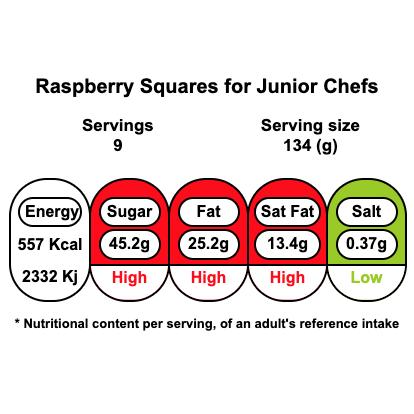 Raspberry Squares for Junior Chefs
Servings Serving size
9 134 (g)
Energy Sugar Fat Sat Fat Salt
557 Kcal 45.2g 25.2g 13.4g 0.37g
2332 Kj High High High Low
* Nutritional content per serving, of an adult's reference intake